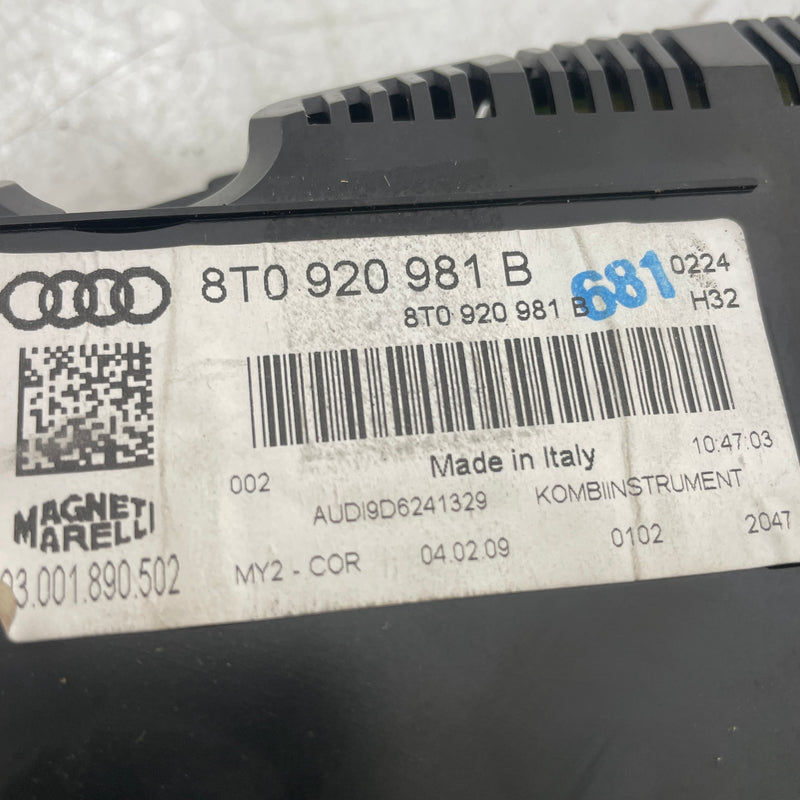 8T0 920 981 B
8T0 920 981 B
681
0224
H32
Made in Italy
10:47:03
002
AUDI9D6241329
KOMBIINSTRUMENT
MAGNETI
MARELLI
03.001.890.502
MY2 - COR
04.02.09
0102
2047